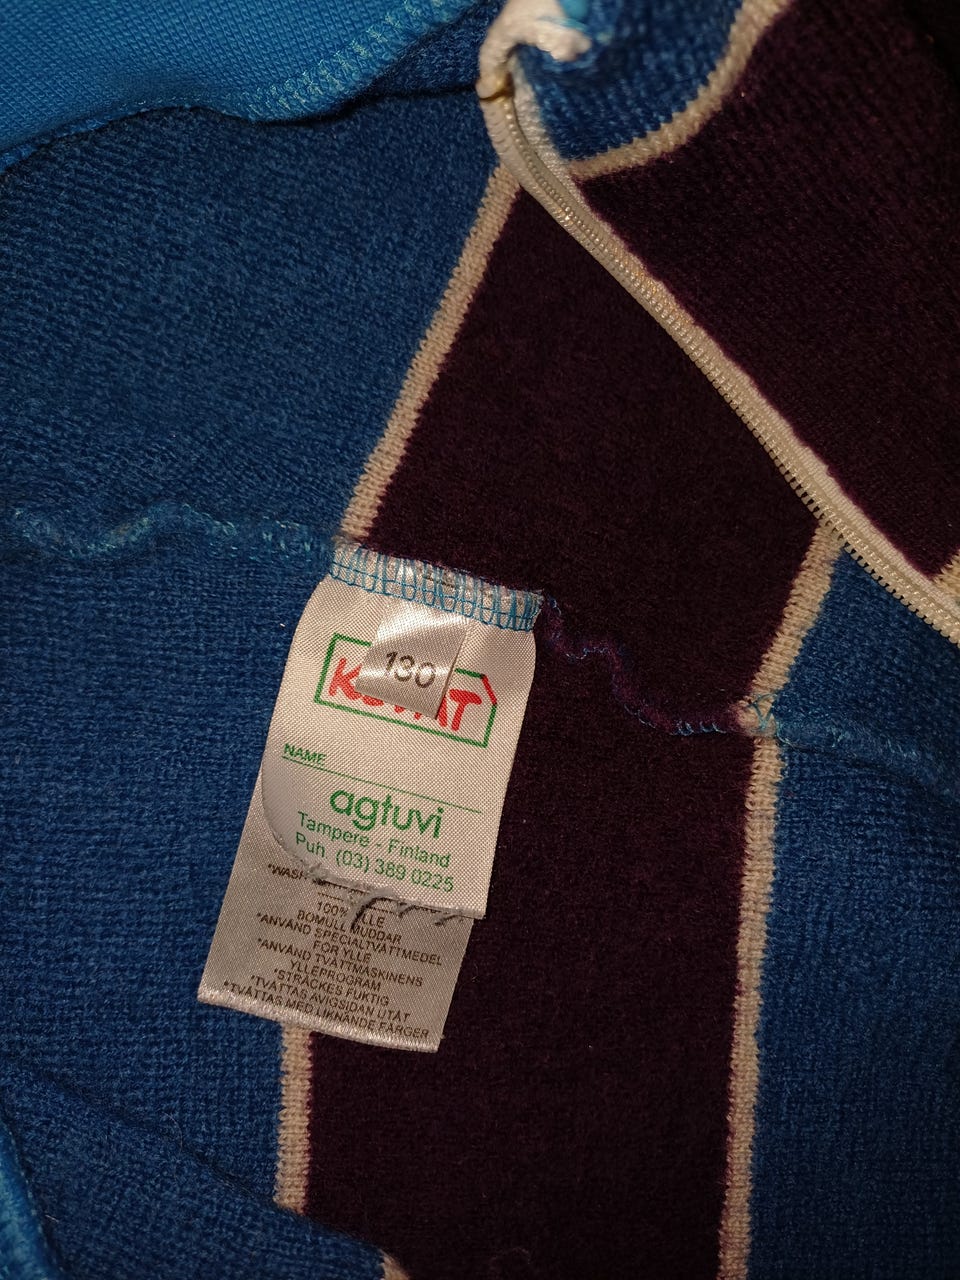 130
NAME
agtuvi
Tampere - Finland
Puh. (03) 389 0225
100%
BOMULL MUDDAR
*ANVÄND SPECIALTVÄTTMEDEL
FÖR YLLE
*ANVÄND TVÄTTMASKINENS
YLLEPROGRAM
*STRÄCKES FUKTIG
*TVÄTTAS AVIGSIDAN UTÅT
*TVÄTTAS MED LIKNANDE FÄRGER